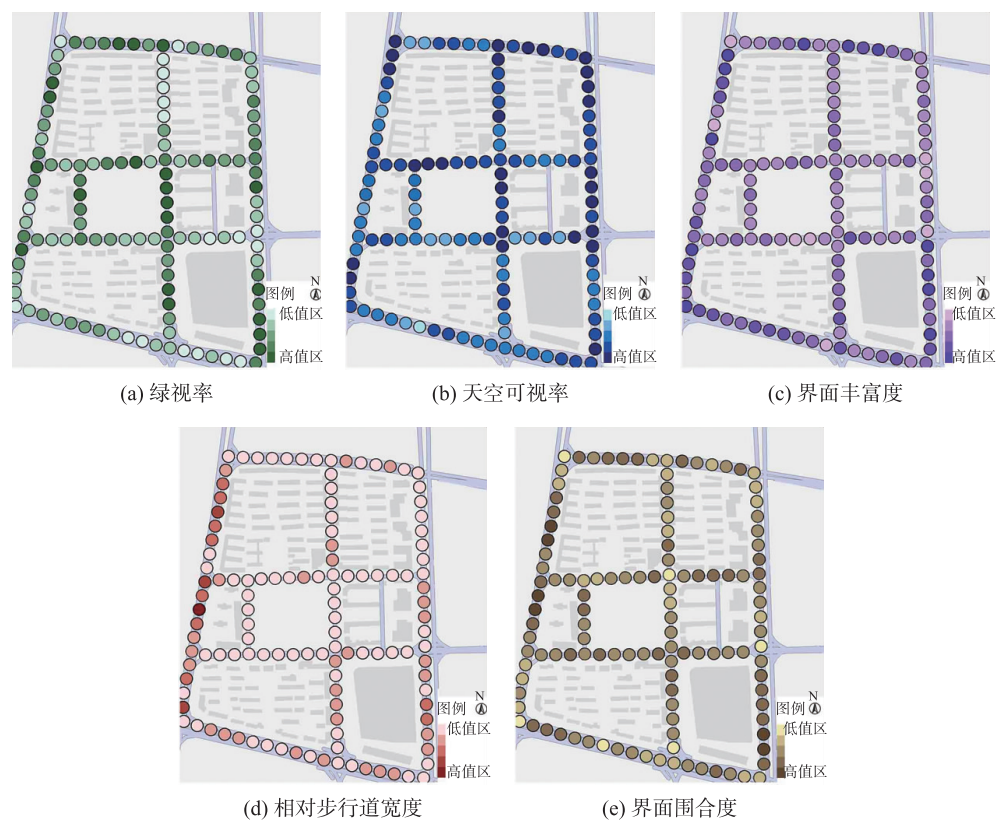 N
图例
低值区
高值区
N
图例
低值区
高值区
N
图例
低值区
高值区
(a) 绿视率
(b) 天空可视率
(c) 界面丰富度
N
图例
低值区
高值区
N
图例
低值区
高值区
(d) 相对步行道宽度
(e) 界面围合度